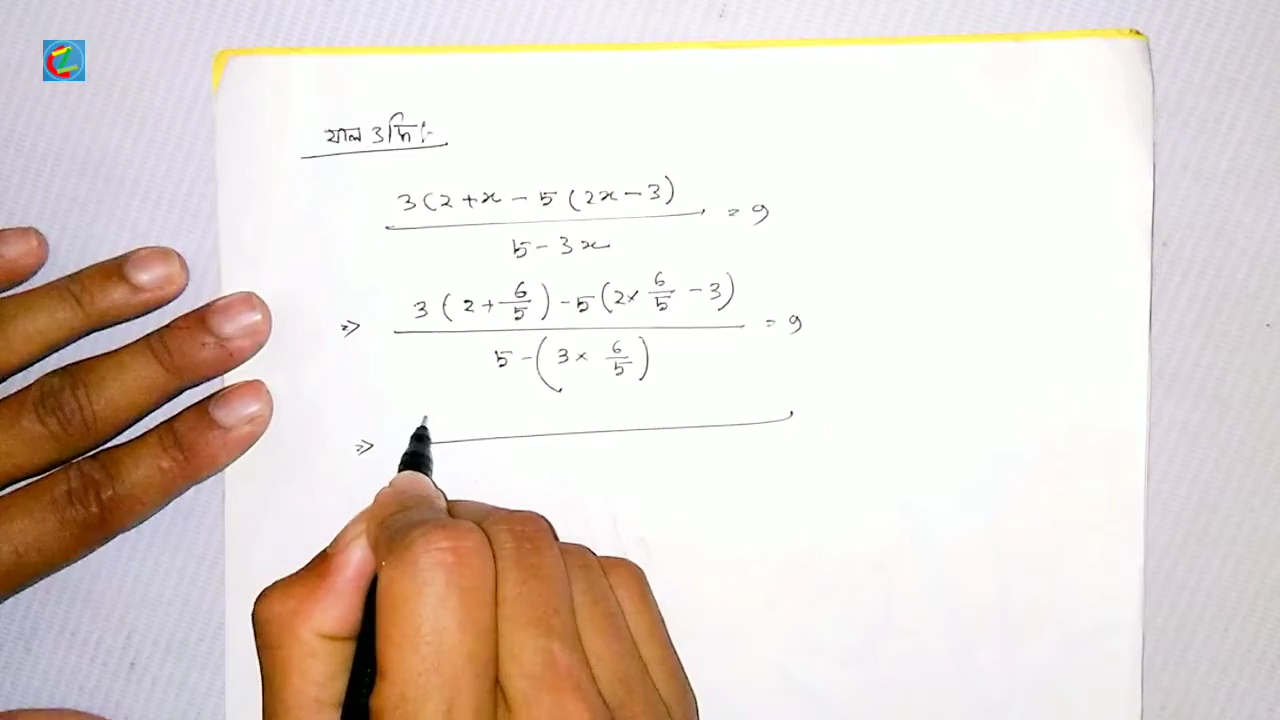 যাল 3দি
3(2+x - 5(2x-3) / 5-3x = 9
⇒ 3(2+6/5) - 5(2×6/5 - 3) / 5-(3×6/5) = 9
⇒